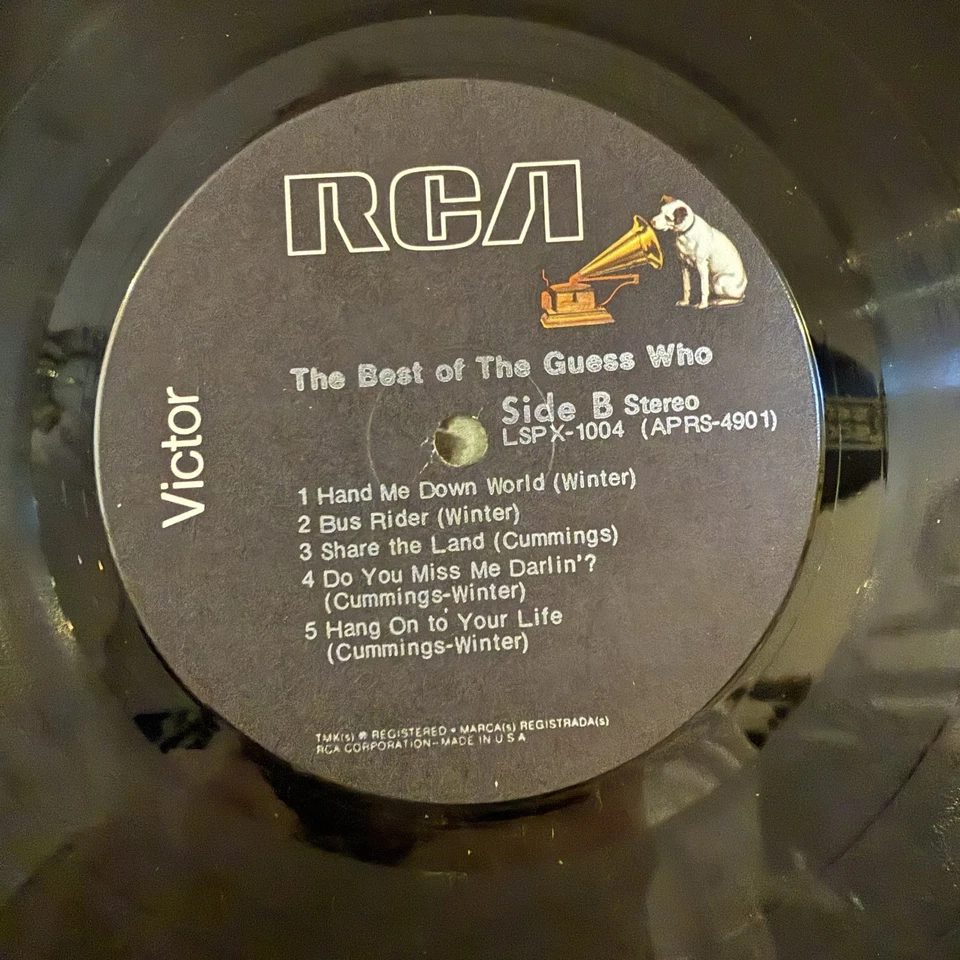 RCA
Victor
The Best of The Guess Who
Side B Stereo
LSPX-1004 (APRS-4901)
1 Hand Me Down World (Winter)
2 Bus Rider (Winter)
3 Share the Land (Cummings)
4 Do You Miss Me Darlin'?
(Cummings-Winter)
5 Hang On to Your Life
(Cummings-Winter)
TMK(s) ® REGISTERED • MARCA(s) REGISTRADA(s)
RCA CORPORATION–MADE IN U S A